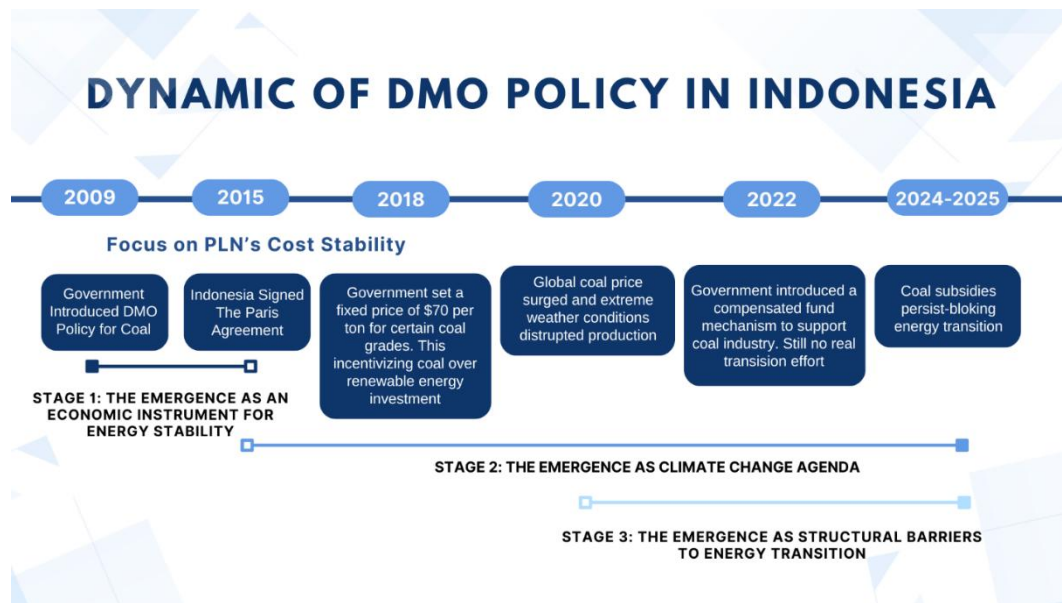 DYNAMIC OF DMO POLICY IN INDONESIA
2009
2015
2018
2020
2022
2024-2025
Focus on PLN's Cost Stability
Government
Introduced DMO
Policy for Coal
Indonesia Signed
The Paris
Agreement
Government set a
fixed price of $70 per
ton for certain coal
grades. This
incentivizing coal over
renewable energy
investment
Global coal price
surged and extreme
weather conditions
distrupted production
Government introduced a
compensated fund
mechanism to support
coal industry. Still no real
transision effort
Coal subsidies
persist-bloking
energy transition
STAGE 1: THE EMERGENCE AS AN
ECONOMIC INSTRUMENT FOR
ENERGY STABILITY
STAGE 2: THE EMERGENCE AS CLIMATE CHANGE AGENDA
STAGE 3: THE EMERGENCE AS STRUCTURAL BARRIERS
TO ENERGY TRANSITION